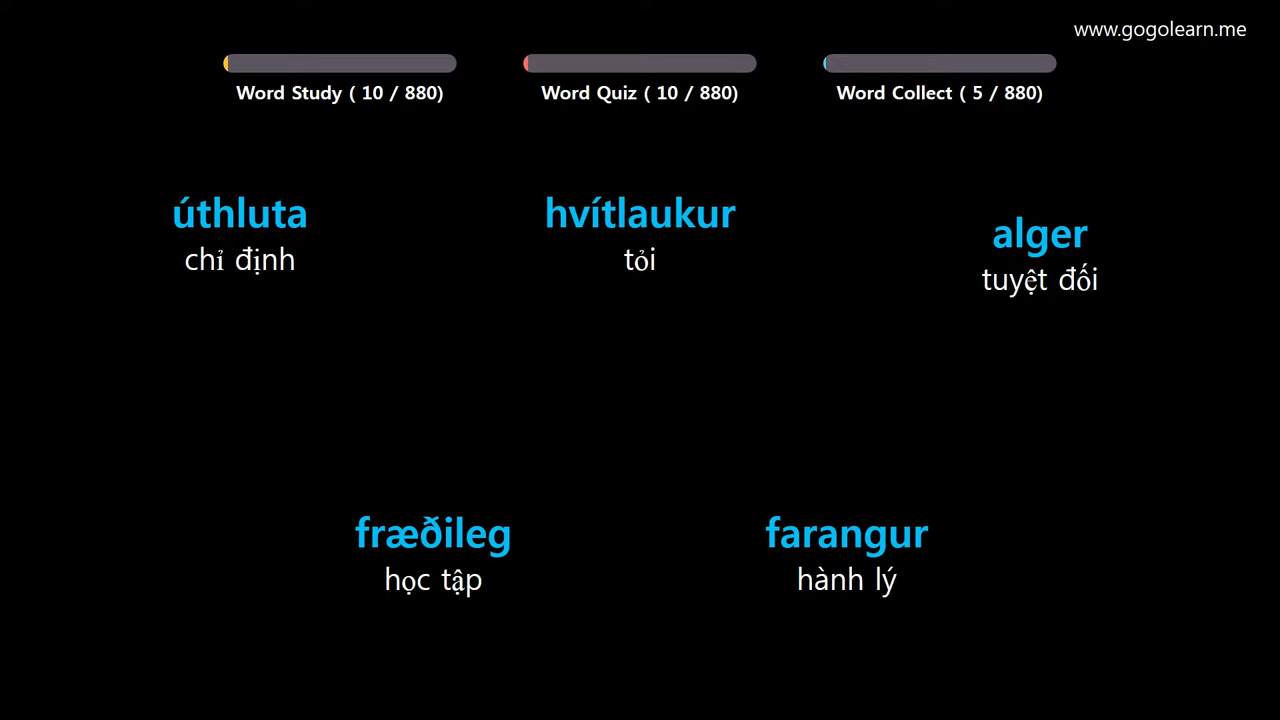 www.gogolearn.me
Word Study ( 10 / 880)
Word Quiz ( 10 / 880)
Word Collect ( 5 / 880)
úthluta
chỉ định
hvítlaukur
tỏi
alger
tuyệt đối
fræðileg
học tập
farangur
hành lý